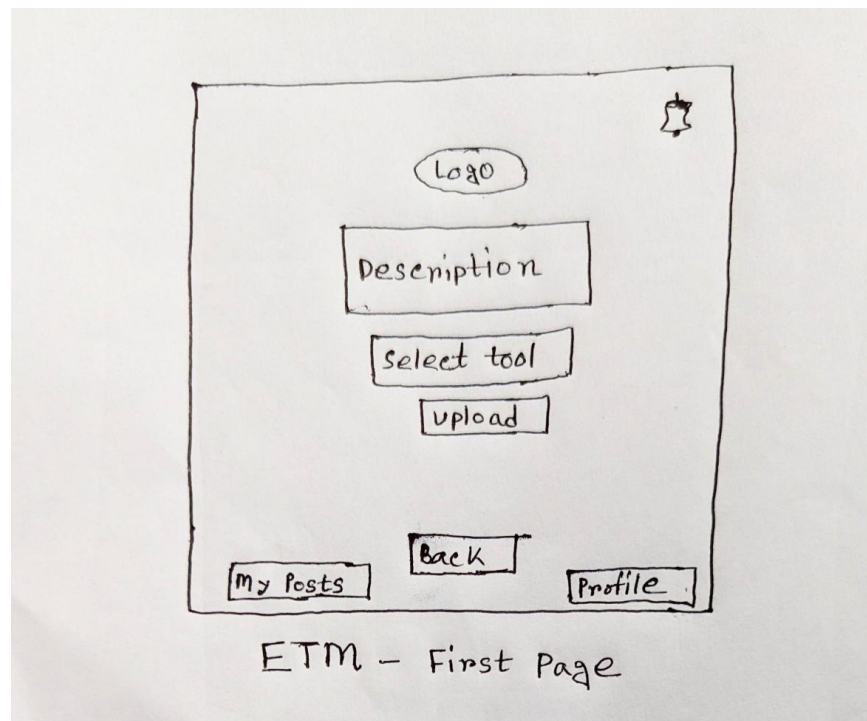 Logo
Description
Select tool
Upload
Back
My Posts
Profile
ETM - First Page